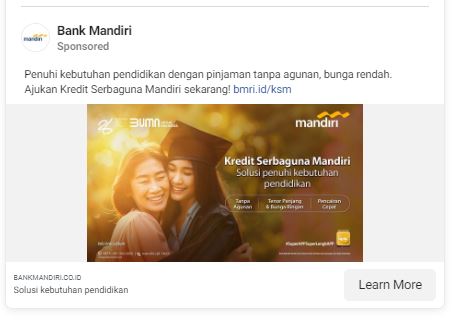 Bank Mandiri
Sponsored
mandiri
Penuhi kebutuhan pendidikan dengan pinjaman tanpa agunan, bunga rendah.
Ajukan Kredit Serbaguna Mandiri sekarang! bmri.id/ksm
BUMN
mandiri
Kredit Serbaguna Mandiri
Solusi penuhi kebutuhan
pendidikan
Tanpa
Agunan
Tenor Panjang
& Bunga Ringan
Pencairan
Cepat
BANKMANDIRI.CO.ID
Solusi kebutuhan pendidikan
Learn More